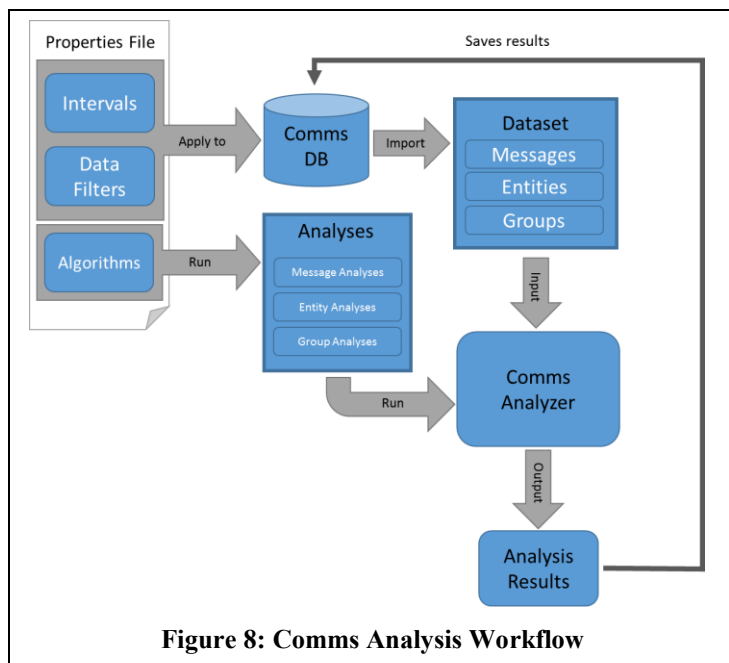 Properties File
Saves results
Intervals
Data
Filters
Apply to
Comms
DB
Import
Dataset
Messages
Entities
Groups
Algorithms
Run
Analyses
Message Analyses
Entity Analyses
Group Analyses
Input
Run
Comms
Analyzer
Output
Analysis
Results
Figure 8: Comms Analysis Workflow